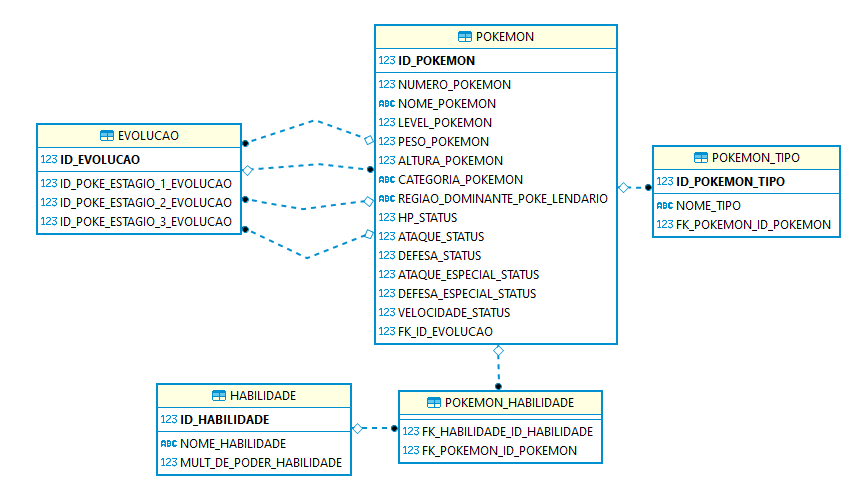 POKEMON
123 ID_POKEMON
123 NUMERO_POKEMON
ABC NOME_POKEMON
123 LEVEL_POKEMON
123 PESO_POKEMON
123 ALTURA_POKEMON
ABC CATEGORIA_POKEMON
ABC REGIAO_DOMINANTE_POKE_LENDARIO
123 HP_STATUS
123 ATAQUE_STATUS
123 DEFESA_STATUS
123 ATAQUE_ESPECIAL_STATUS
123 DEFESA_ESPECIAL_STATUS
123 VELOCIDADE_STATUS
123 FK_ID_EVOLUCAO
EVOLUCAO
123 ID_EVOLUCAO
123 ID_POKE_ESTAGIO_1_EVOLUCAO
123 ID_POKE_ESTAGIO_2_EVOLUCAO
123 ID_POKE_ESTAGIO_3_EVOLUCAO
POKEMON_TIPO
123 ID_POKEMON_TIPO
ABC NOME_TIPO
123 FK_POKEMON_ID_POKEMON
HABILIDADE
123 ID_HABILIDADE
ABC NOME_HABILIDADE
123 MULT_DE_PODER_HABILIDADE
POKEMON_HABILIDADE
123 FK_HABILIDADE_ID_HABILIDADE
123 FK_POKEMON_ID_POKEMON